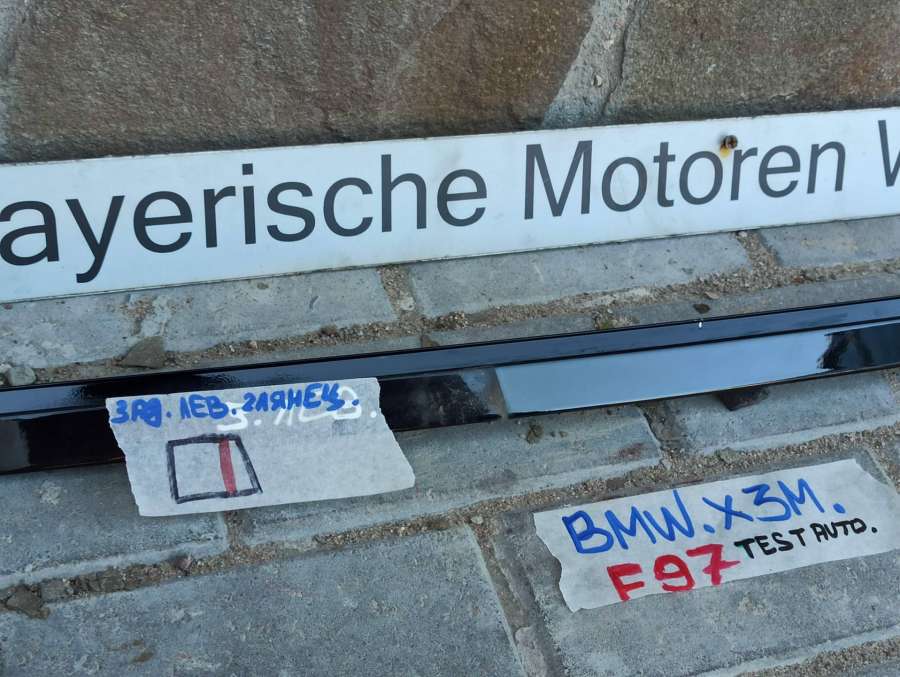 ayerische Motoren
ЗАД. ЛЕВ. ГЛЯНЕЦ.
BMW. X3M.
F97 TEST AUTO.